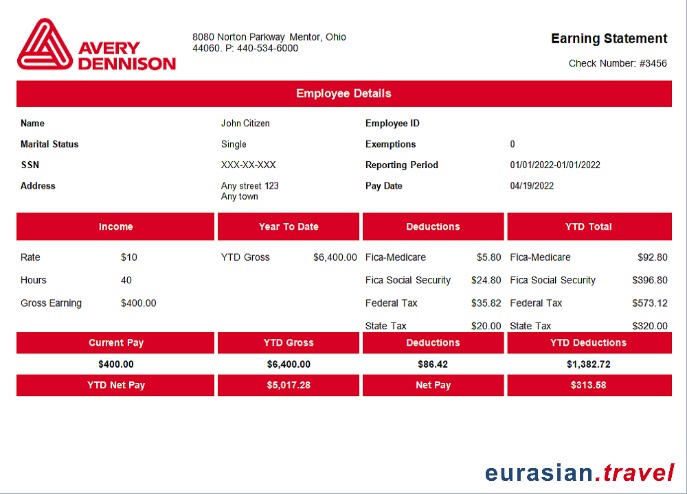 AVERY
DENNISON
8080 Norton Parkway Mentor, Ohio
44060. P: 440-534-6000
Earning Statement
Check Number: #3456
Employee Details
Name John Citizen Employee ID
Marital Status Single Exemptions 0
SSN XXX-XX-XXX Reporting Period 01/01/2022-01/01/2022
Address Any street 123 Pay Date 04/19/2022
Any town
Income Year To Date Deductions YTD Total
Rate $10 YTD Gross $6,400.00 Fica-Medicare $5.80 Fica-Medicare $92.80
Hours 40 Fica Social Security $24.80 Fica Social Security $396.80
Gross Earning $400.00 Federal Tax $35.82 Federal Tax $573.12
State Tax $20.00 State Tax $320.00
Current Pay YTD Gross Deductions YTD Deductions
$400.00 $6,400.00 $86.42 $1,382.72
YTD Net Pay $5,017.28 Net Pay $313.58
eurasian.travel